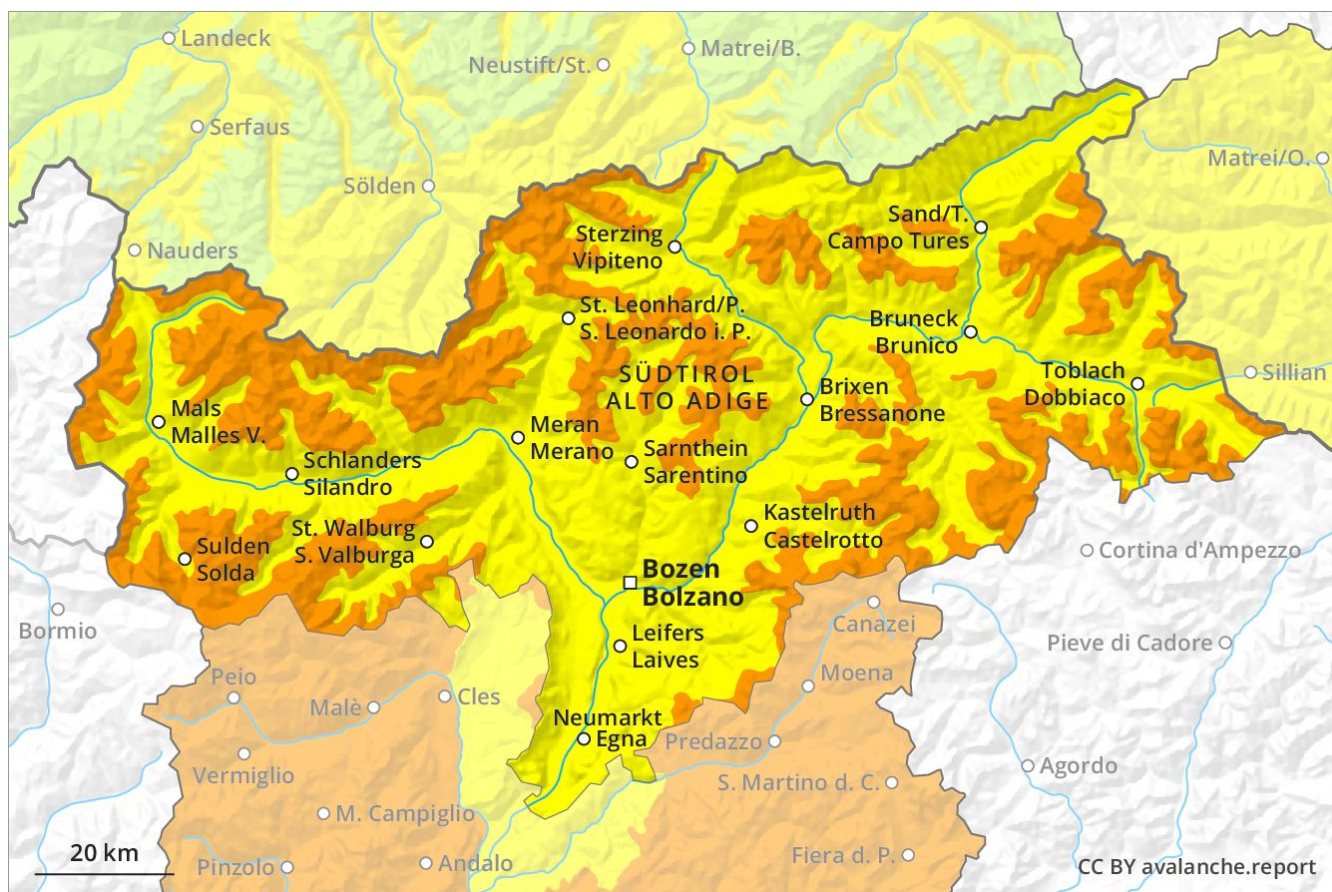 Landeck
Matrei/B.
Neustift/St.
Serfaus
Matrei/O.
Sölden
Nauders
Sand/T.
Campo Tures
Sterzing
Vipiteno
St. Leonhard/P.
S. Leonardo i. P.
Bruneck
Brunico
SÜDTIROL
ALTO ADIGE
Toblach
Dobbiaco
Sillian
Brixen
Bressanone
Mals
Malles V.
Meran
Merano
Sarnthein
Sarentino
Schlanders
Silandro
Kastelruth
Castelrotto
St. Walburg
S. Valburga
Sulden
Solda
Cortina d'Ampezzo
Bozen
Bolzano
Bormio
Canazei
Leifers
Laives
Pieve di Cadore
Peio
Moena
Cles
Malè
Neumarkt
Egna
Predazzo
Vermiglio
Agordo
S. Martino d. C.
M. Campiglio
20 km
Pinzolo
Andalo
Fiera d. P.
CC BY avalanche.report